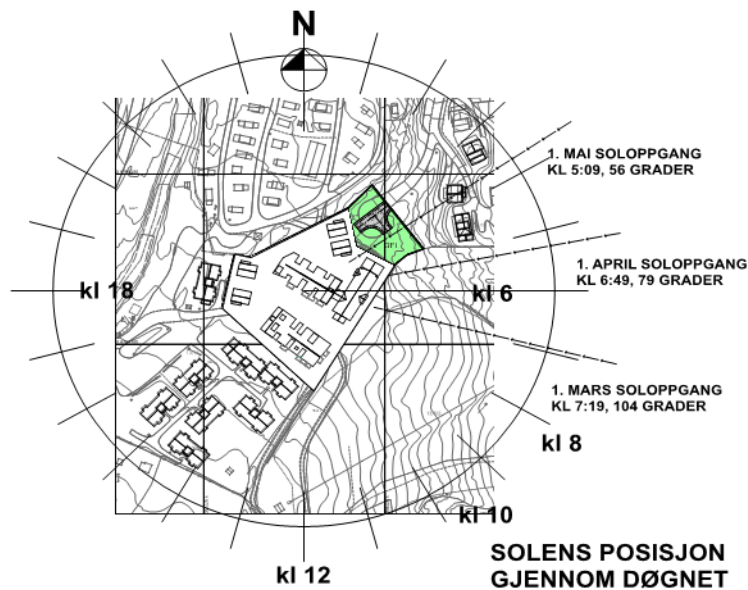 N
1. MAI SOLOPPGANG
KL 5:09, 56 GRADER
1. APRIL SOLOPPGANG
KL 6:49, 79 GRADER
kl 18
kl 6
1. MARS SOLOPPGANG
KL 7:19, 104 GRADER
kl 8
kl 10
kl 12
SOLENS POSISJON
GJENNOM DØGNET